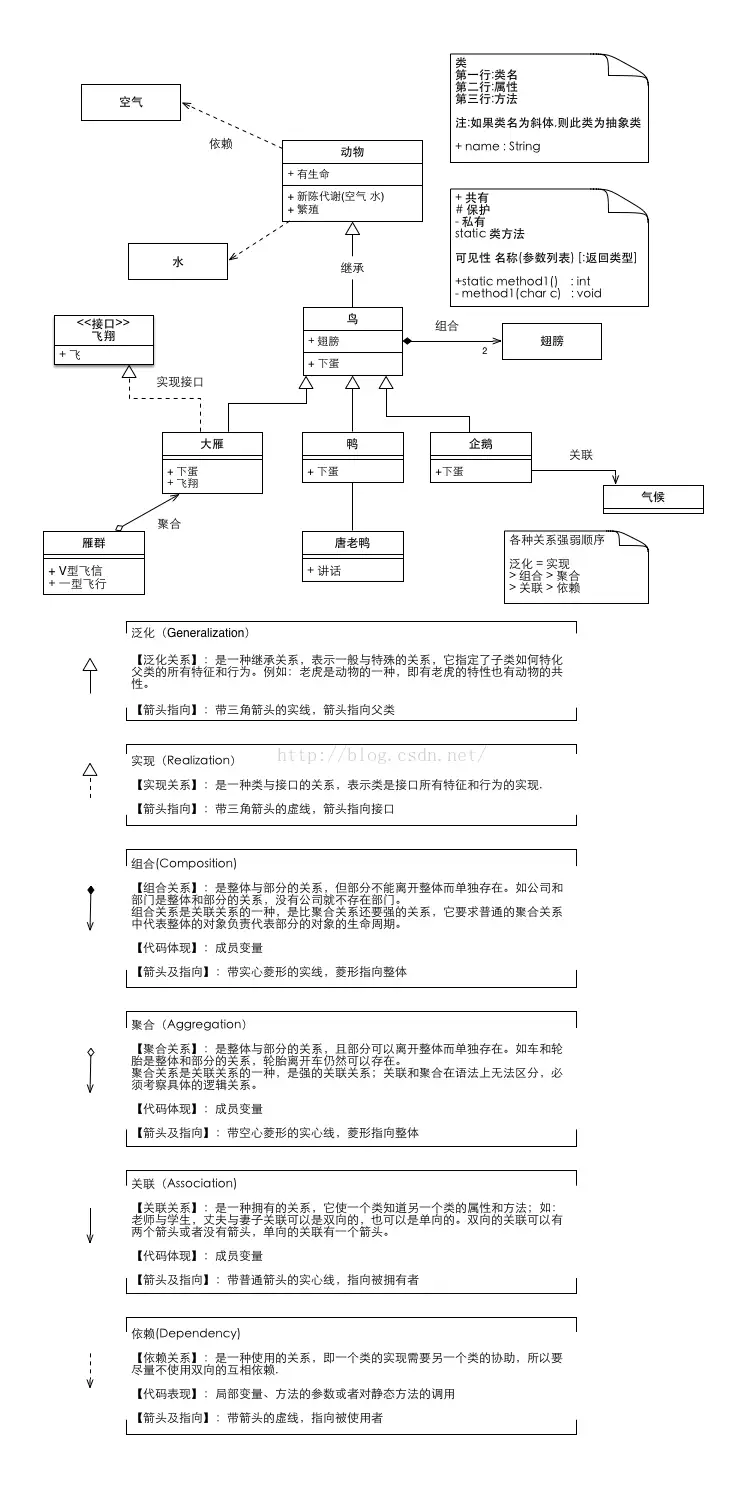 类
第一行:类名
第二行:属性
第三行:方法
注:如果类名为斜体,则此类为抽象类
+ name : String
空气
依赖
动物
+ 有生命
+ 新陈代谢(空气 水)
+ 繁殖
+ 共有
# 保护
- 私有
static 类方法
可见性 名称(参数列表) [:返回类型]
+static method1() : int
- method1(char c) : void
水
继承
<<接口>>
飞翔
+ 飞
鸟
+ 翅膀
+ 下蛋
组合
2
翅膀
实现接口
大雁
+ 下蛋
+ 飞翔
鸭
+ 下蛋
企鹅
+下蛋
关联
气候
聚合
雁群
+ V型飞信
+ 一型飞行
唐老鸭
+ 讲话
各种关系强弱顺序
泛化 = 实现
> 组合 > 聚合
> 关联 > 依赖
泛化（Generalization）
【泛化关系】：是一种继承关系，表示一般与特殊的关系，它指定了子类如何特化
父类的所有特征和行为。例如：老虎是动物的一种，即有老虎的特性也有动物的共
性。
【箭头指向】：带三角箭头的实线，箭头指向父类
http://blog.csdn.net/
实现（Realization）
【实现关系】：是一种类与接口的关系，表示类是接口所有特征和行为的实现.
【箭头指向】：带三角箭头的虚线，箭头指向接口
组合(Composition)
【组合关系】：是整体与部分的关系，但部分不能离开整体而单独存在。如公司和
部门是整体和部分的关系，没有公司就不存在部门。
组合关系是关联关系的一种，是比聚合关系还要强的关系，它要求普通的聚合关系
中代表整体的对象负责代表部分的对象的生命周期。
【代码体现】：成员变量
【箭头及指向】：带实心菱形的实线，菱形指向整体
聚合（Aggregation）
【聚合关系】：是整体与部分的关系，且部分可以离开整体而单独存在。如车和轮
胎是整体和部分的关系，轮胎离开车仍然可以存在。
聚合关系是关联关系的一种，是强的关联关系；关联和聚合在语法上无法区分，必
须考察具体的逻辑关系。
【代码体现】：成员变量
【箭头及指向】：带空心菱形的实心线，菱形指向整体
关联（Association)
【关联关系】：是一种拥有的关系，它使一个类知道另一个类的属性和方法；如：
老师与学生，丈夫与妻子关联可以是双向的，也可以是单向的。双向的关联可以有
两个箭头或者没有箭头，单向的关联有一个箭头。
【代码体现】：成员变量
【箭头及指向】：带普通箭头的实心线，指向被拥有者
依赖(Dependency)
【依赖关系】：是一种使用的关系，即一个类的实现需要另一个类的协助，所以要
尽量不使用双向的互相依赖.
【代码表现】：局部变量、方法的参数或者对静态方法的调用
【箭头及指向】：带箭头的虚线，指向被使用者